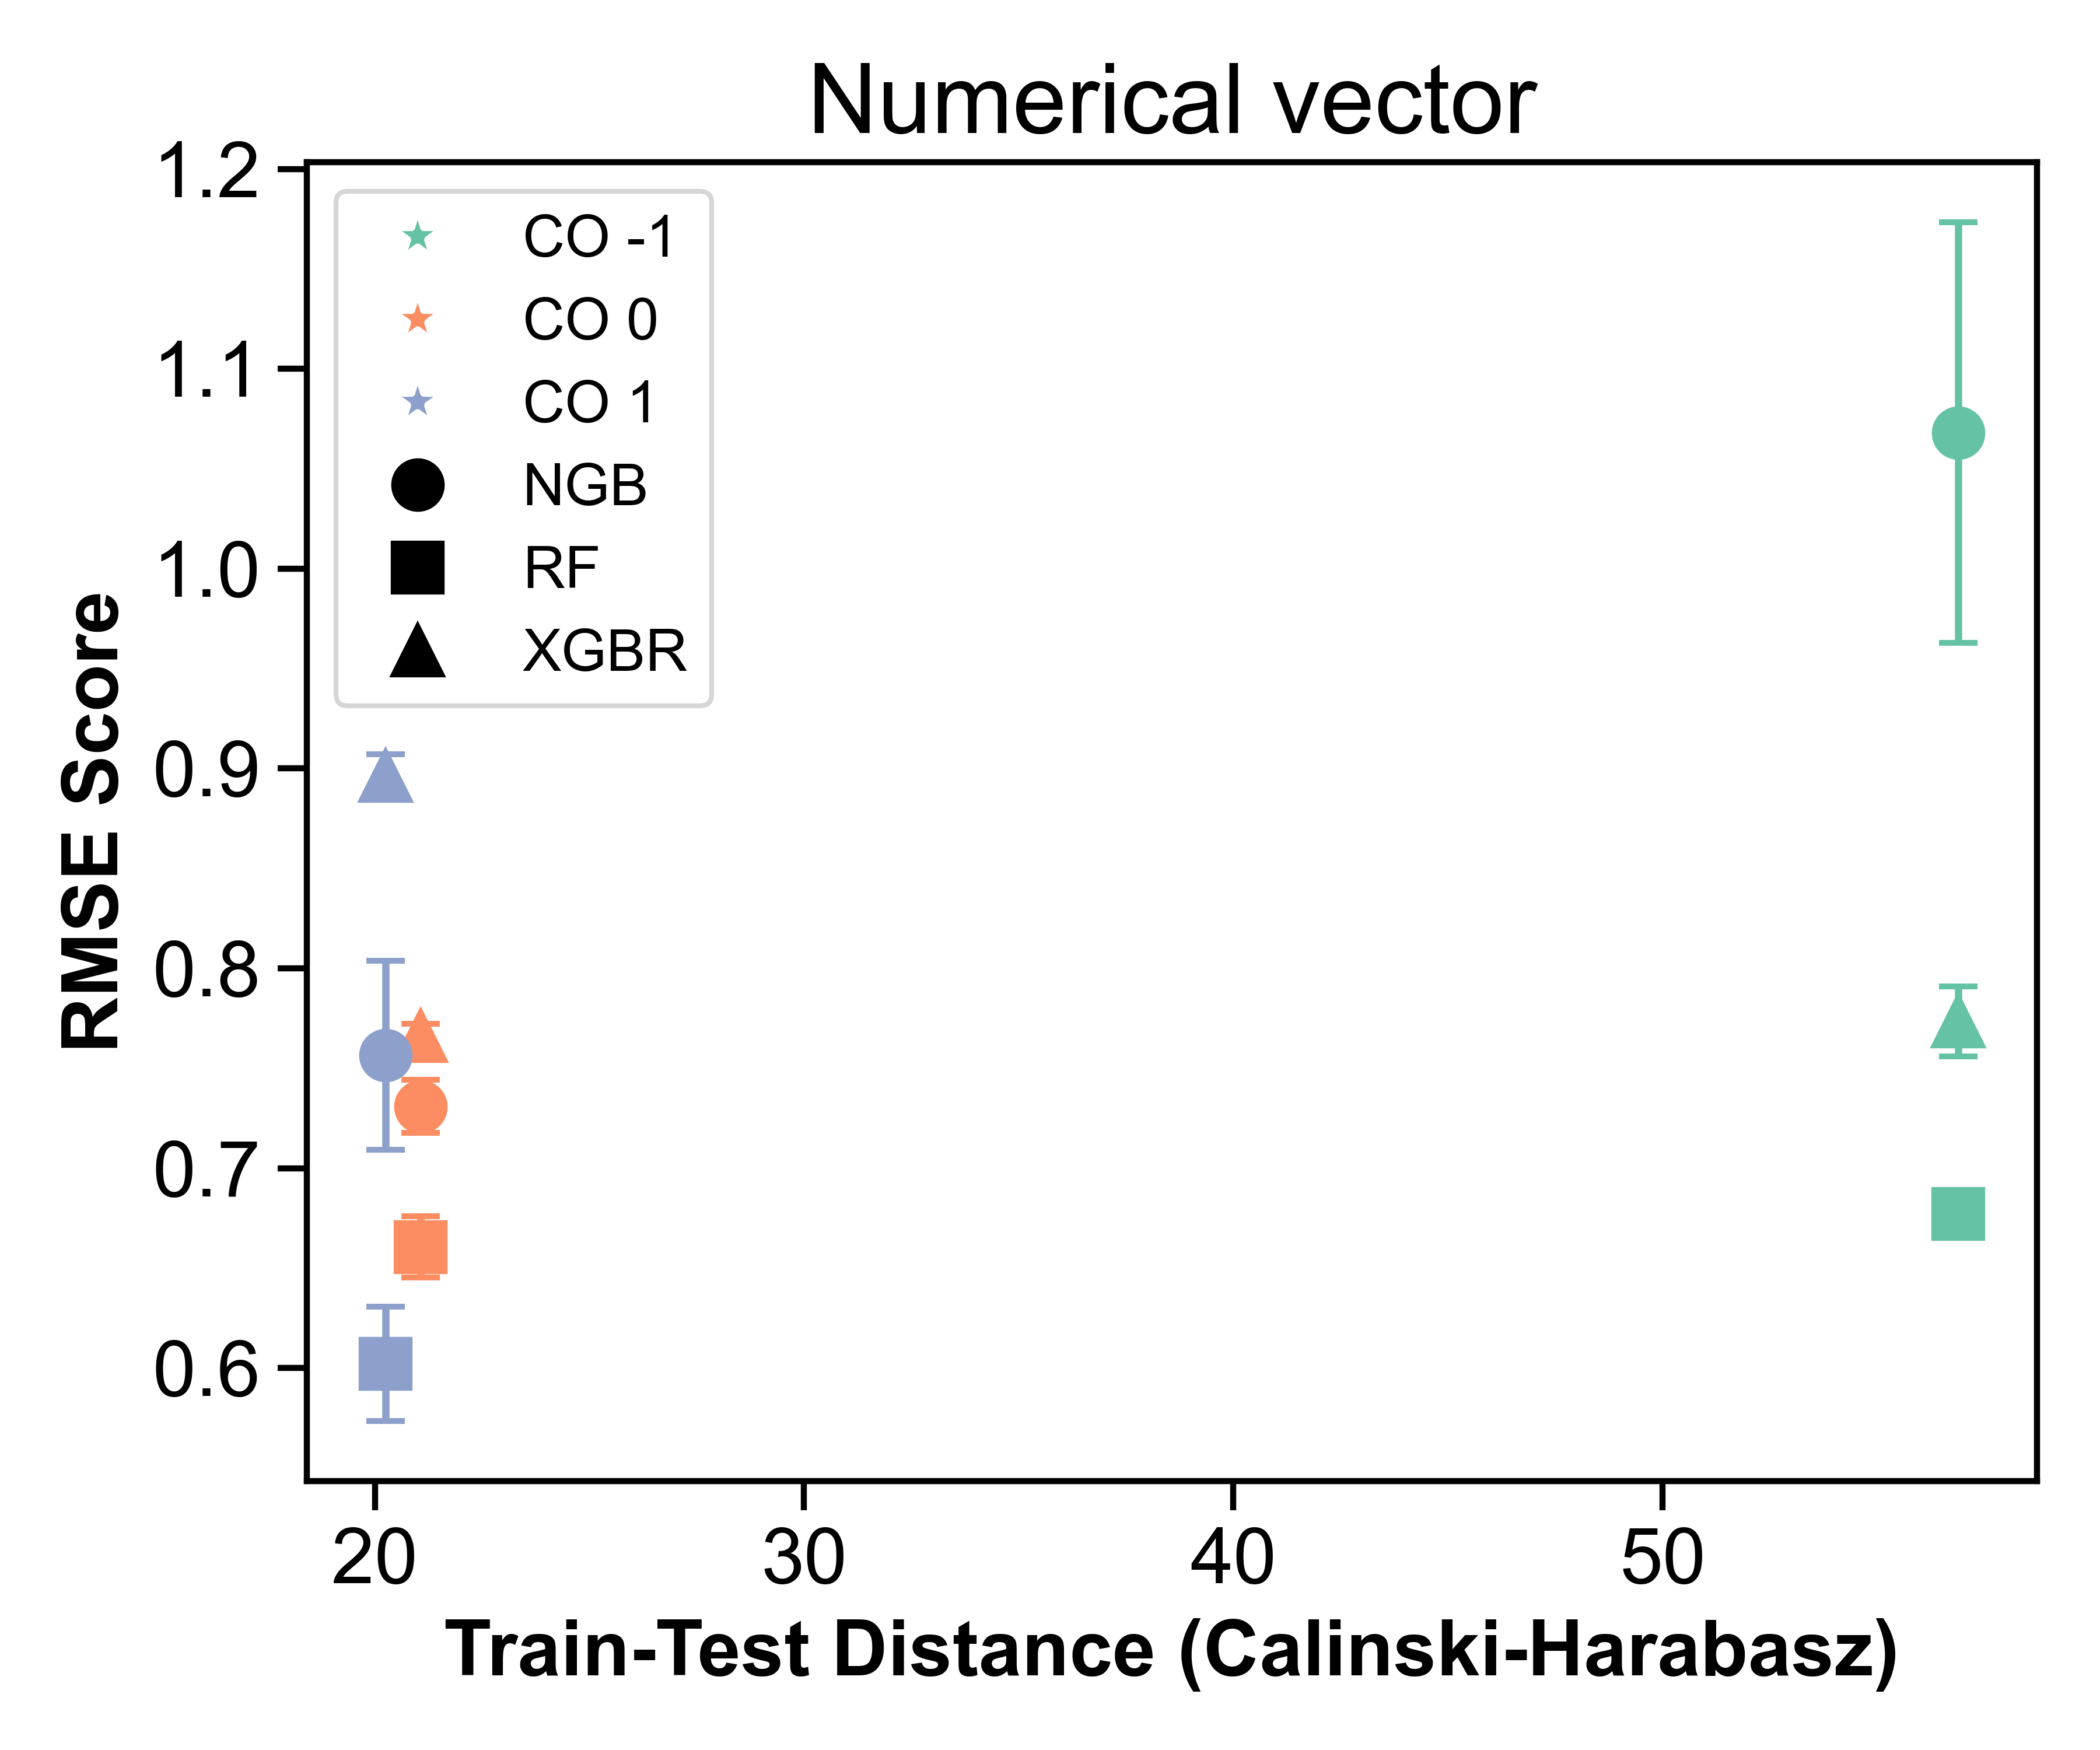 Numerical vector
1.2
1.1
1.0
0.9
0.8
0.7
0.6
RMSE Score
CO -1
CO 0
CO 1
NGB
RF
XGBR
20 30 40 50
Train-Test Distance (Calinski-Harabasz)